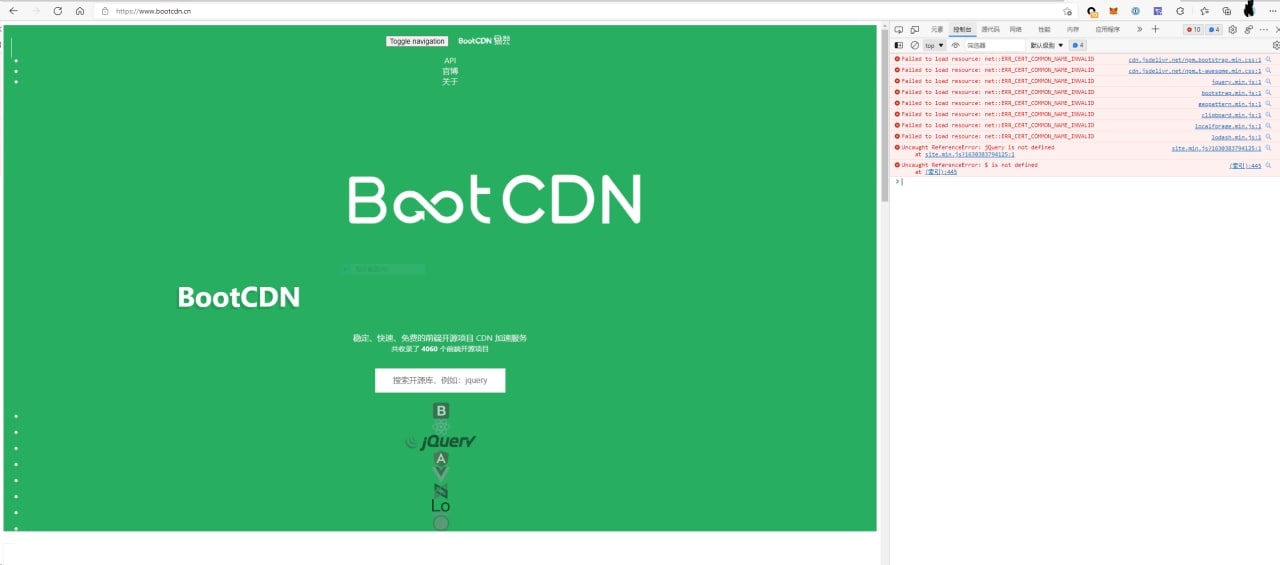 https://www.bootcdn.cn
Toggle navigation
BootCDN
API
官博
关于
BootCDN
BootCDN
稳定、快速、免费的前端开源项目 CDN 加速服务
共收录了 4060 个前端开源项目
搜索开源库，例如：jquery
B
jQuery
A
Lo
元素 控制台 源代码 网络 性能 内存 应用程序 10 4
top 筛选器 默认级别 4
Failed to load resource: net::ERR_CERT_COMMON_NAME_INVALID cdn.jsdelivr.net/npm…bootstrap.min.css:1
Failed to load resource: net::ERR_CERT_COMMON_NAME_INVALID cdn.jsdelivr.net/npm…t-awesome.min.css:1
Failed to load resource: net::ERR_CERT_COMMON_NAME_INVALID jquery.min.js:1
Failed to load resource: net::ERR_CERT_COMMON_NAME_INVALID bootstrap.min.js:1
Failed to load resource: net::ERR_CERT_COMMON_NAME_INVALID geopattern.min.js:1
Failed to load resource: net::ERR_CERT_COMMON_NAME_INVALID clipboard.min.js:1
Failed to load resource: net::ERR_CERT_COMMON_NAME_INVALID localforage.min.js:1
Failed to load resource: net::ERR_CERT_COMMON_NAME_INVALID lodash.min.js:1
Uncaught ReferenceError: jQuery is not defined site.min.js?1630383794125:1
at site.min.js?1630383794125:1
Uncaught ReferenceError: $ is not defined (索引):445
at (索引):445